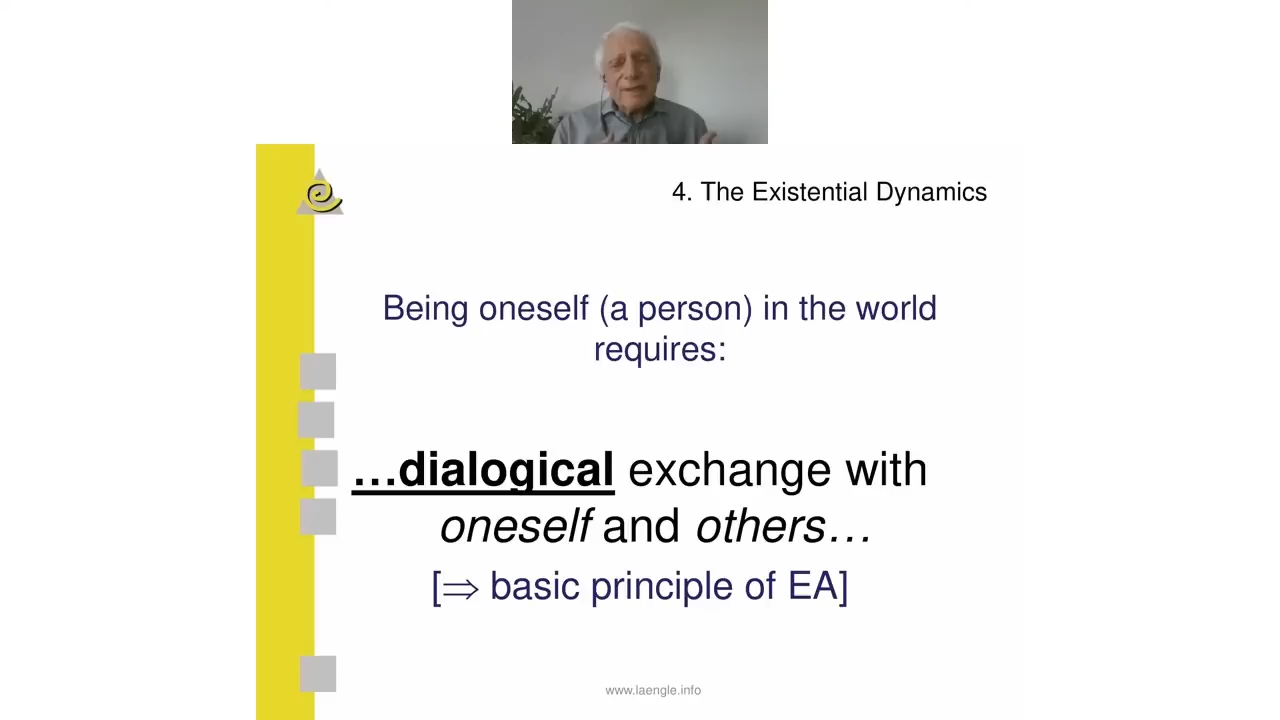 4. The Existential Dynamics
Being oneself (a person) in the world
requires:
…dialogical exchange with
oneself and others…
[⇒ basic principle of EA]
www.laengle.info